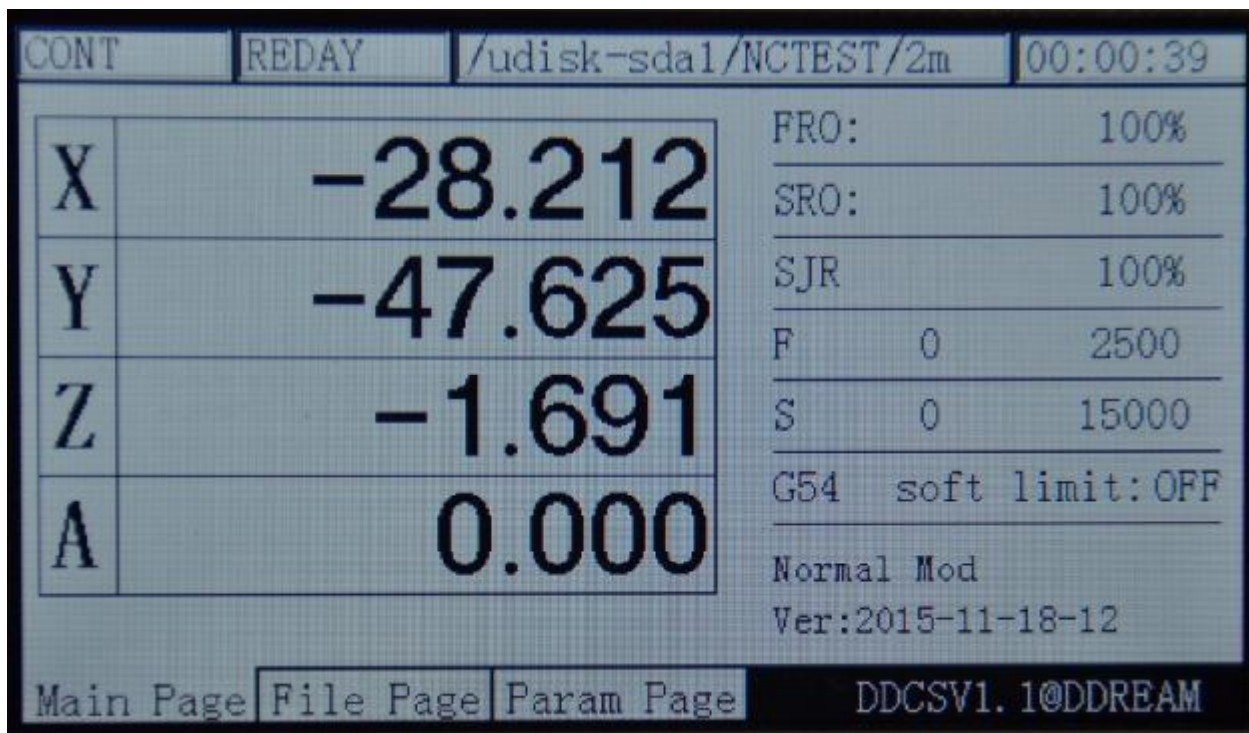 CONT REDAY /udisk-sda1/NCTEST/2m 00:00:39
X -28.212
Y -47.625
Z -1.691
A 0.000
FRO: 100%
SRO: 100%
SJR 100%
F 0 2500
S 0 15000
G54 soft limit:OFF
Normal Mod
Ver:2015-11-18-12
Main Page File Page Param Page DDCSV1.1@DDREAM